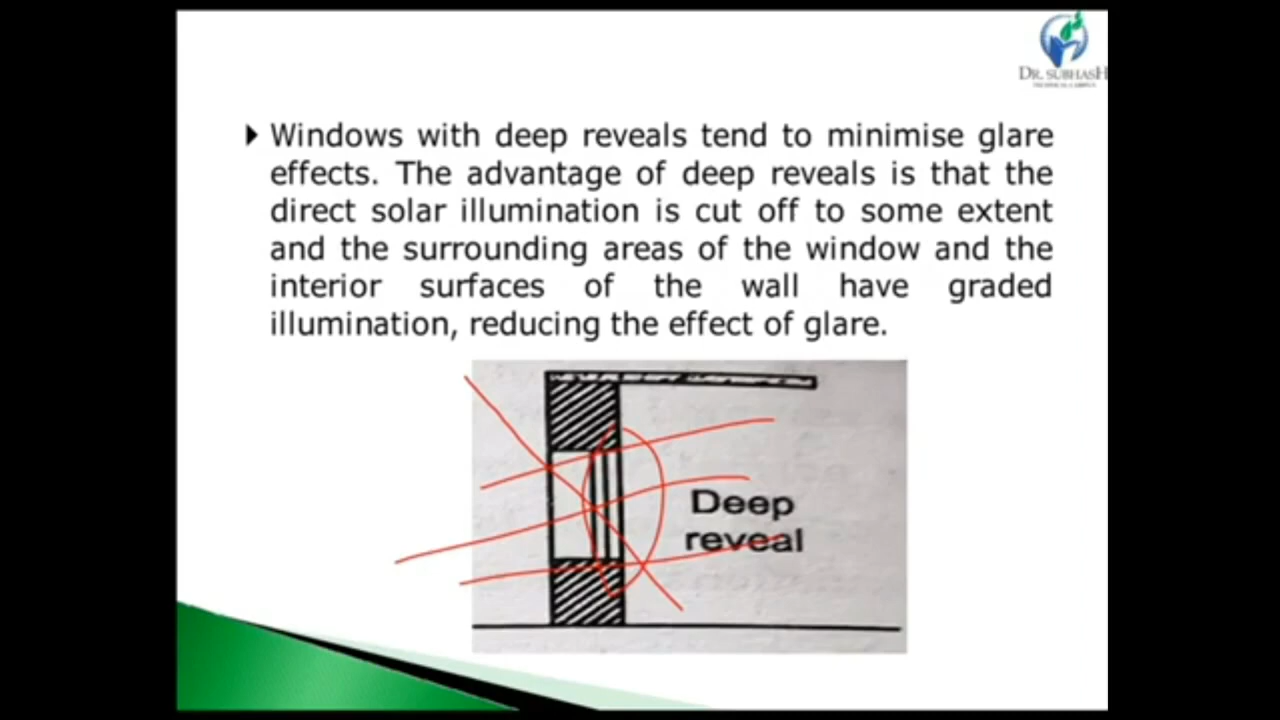 DR. SUBHASH
TECHNICAL CAMPUS
Windows with deep reveals tend to minimise glare
effects. The advantage of deep reveals is that the
direct solar illumination is cut off to some extent
and the surrounding areas of the window and the
interior surfaces of the wall have graded
illumination, reducing the effect of glare.
Deep
reveal